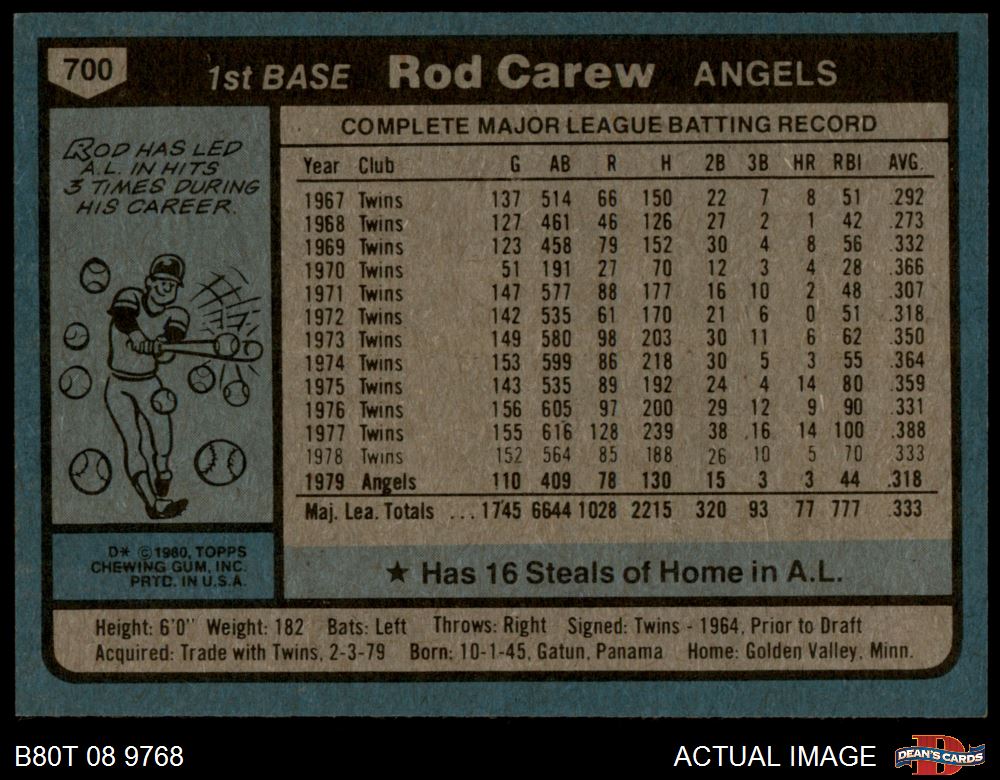 700 1st BASE Rod Carew ANGELS
ROD HAS LED
A.L. IN HITS
3 TIMES DURING
HIS CAREER.
COMPLETE MAJOR LEAGUE BATTING RECORD
Year Club G AB R H 2B 3B HR RBI AVG.
1967 Twins 137 514 66 150 22 7 8 51 .292
1968 Twins 127 461 46 126 27 2 1 42 .273
1969 Twins 123 458 79 152 30 4 8 56 .332
1970 Twins 51 191 27 70 12 3 4 28 .366
1971 Twins 147 577 88 177 16 10 2 48 .307
1972 Twins 142 535 61 170 21 6 0 51 .318
1973 Twins 149 580 98 203 30 11 6 62 .350
1974 Twins 153 599 86 218 30 5 3 55 .364
1975 Twins 143 535 89 192 24 4 14 80 .359
1976 Twins 156 605 97 200 29 12 9 90 .331
1977 Twins 155 616 128 239 38 16 14 100 .388
1978 Twins 152 564 85 188 26 10 5 70 .333
1979 Angels 110 409 78 130 15 3 3 44 .318
Maj. Lea. Totals ... 1745 6644 1028 2215 320 93 77 777 .333
D* © 1980, TOPPS
CHEWING GUM, INC.
PRTD. IN U.S.A.
★ Has 16 Steals of Home in A.L.
Height: 6'0" Weight: 182 Bats: Left Throws: Right Signed: Twins - 1964, Prior to Draft
Acquired: Trade with Twins, 2-3-79 Born: 10-1-45, Gatun, Panama Home: Golden Valley, Minn.
B80T 08 9768 ACTUAL IMAGE DEAN'S CARDS